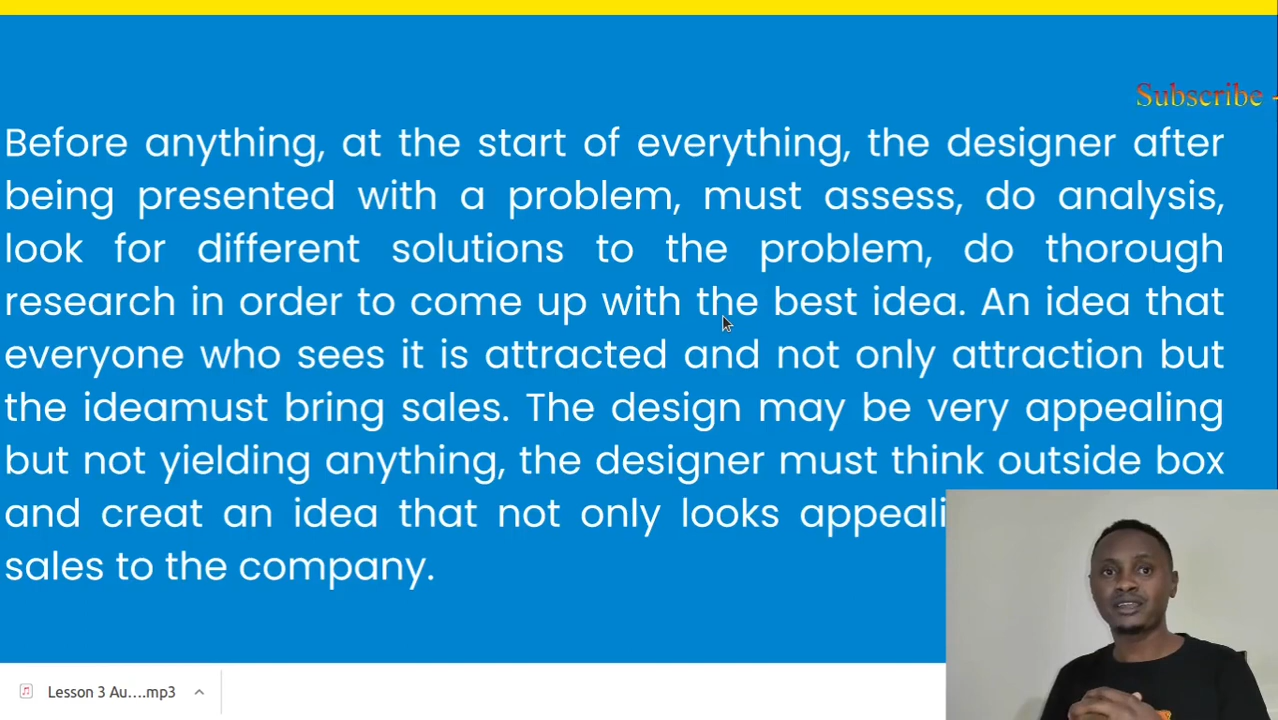 Subscribe
Before anything, at the start of everything, the designer after
being presented with a problem, must assess, do analysis,
look for different solutions to the problem, do thorough
research in order to come up with the best idea. An idea that
everyone who sees it is attracted and not only attraction but
the ideamust bring sales. The design may be very appealing
but not yielding anything, the designer must think outside box
and creat an idea that not only looks appeali
sales to the company.
Lesson 3 Au....mp3